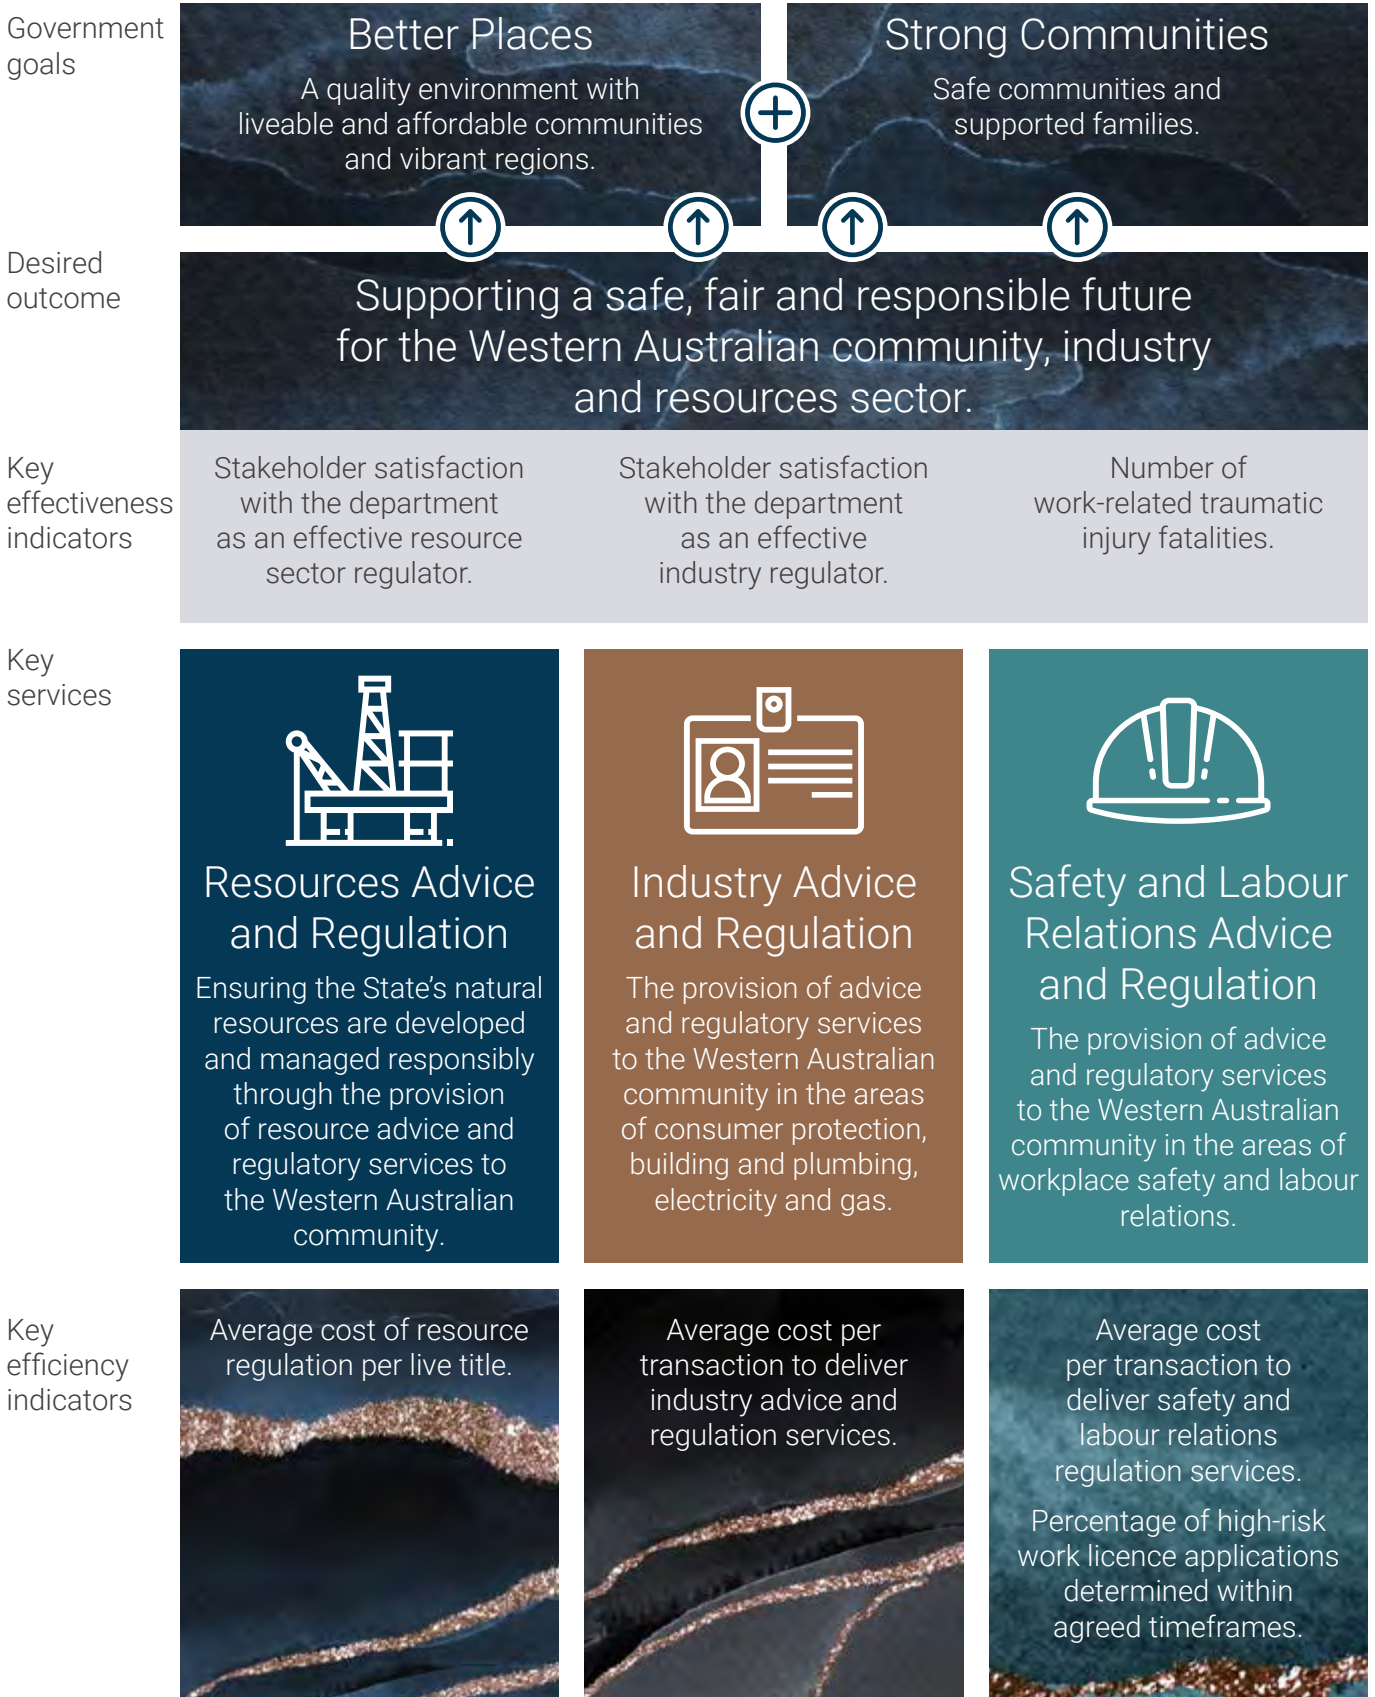 Government
goals
Better Places
A quality environment with
liveable and affordable communities
and vibrant regions.
Strong Communities
Safe communities and
supported families.
Desired
outcome
Supporting a safe, fair and responsible future
for the Western Australian community, industry
and resources sector.
Key
effectiveness
indicators
Stakeholder satisfaction
with the department
as an effective resource
sector regulator.
Stakeholder satisfaction
with the department
as an effective
industry regulator.
Number of
work-related traumatic
injury fatalities.
Key
services
Resources Advice
and Regulation
Ensuring the State’s natural
resources are developed
and managed responsibly
through the provision
of resource advice and
regulatory services to
the Western Australian
community.
Industry Advice
and Regulation
The provision of advice
and regulatory services
to the Western Australian
community in the areas
of consumer protection,
building and plumbing,
electricity and gas.
Safety and Labour
Relations Advice
and Regulation
The provision of advice
and regulatory services
to the Western Australian
community in the areas of
workplace safety and labour
relations.
Key
efficiency
indicators
Average cost of resource
regulation per live title.
Average cost per
transaction to deliver
industry advice and
regulation services.
Average cost
per transaction to
deliver safety and
labour relations
regulation services.
Percentage of high-risk
work licence applications
determined within
agreed timeframes.